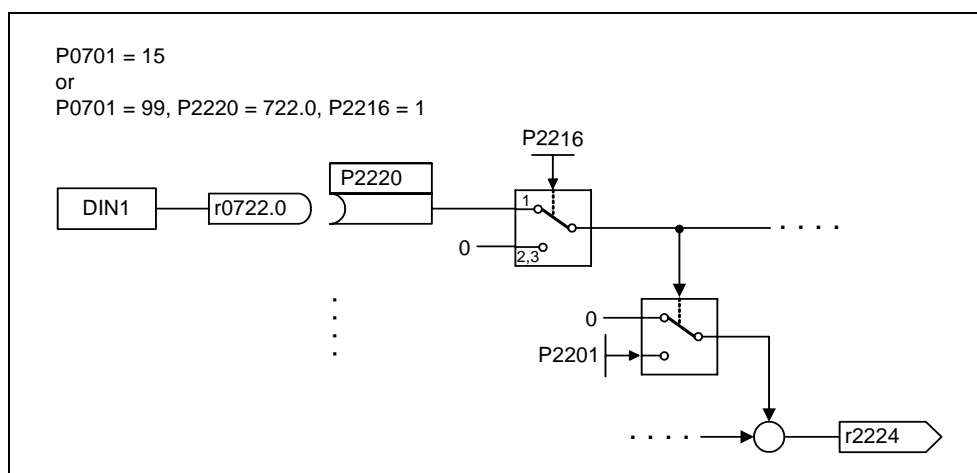 P0701 = 15
or
P0701 = 99, P2220 = 722.0, P2216 = 1
P2216
P2220
DIN1
r0722.0
1
0
2,3
0
P2201
r2224